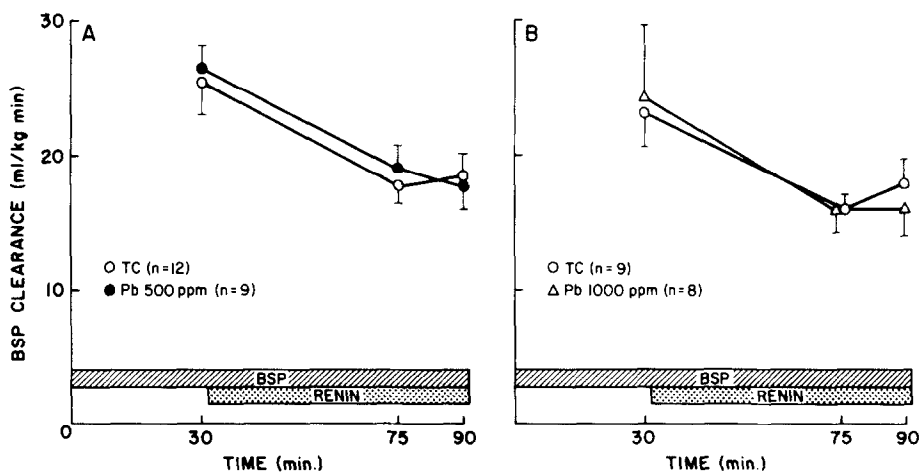 BSP CLEARANCE (ml/kg min)
30
20
10
A
TC (n=12)
Pb 500 ppm (n=9)
BSP
RENIN
0
30
75
90
TIME (min.)
B
TC (n=9)
Pb 1000 ppm (n=8)
BSP
RENIN
30
75
90
TIME (min.)